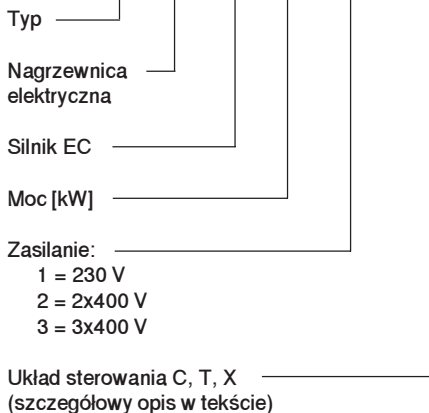 Typ
Nagrzewnica
elektryczna
Silnik EC
Moc [kW]
Zasilanie:
1 = 230 V
2 = 2x400 V
3 = 3x400 V
Układ sterowania C, T, X
(szczegółowy opis w tekście)